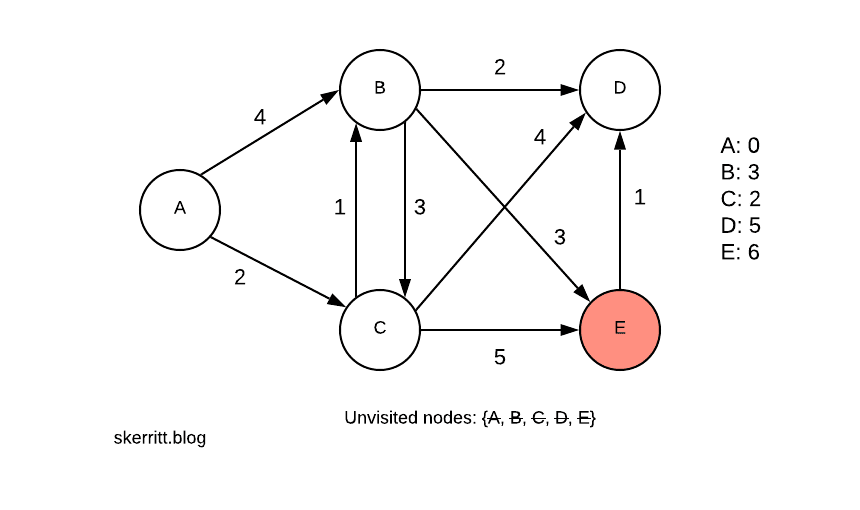 B
2
D
4
4
A: 0
B: 3
C: 2
D: 5
E: 6
A
1
3
1
3
2
C
E
5
Unvisited nodes: {A, B, C, D, E}
skerritt.blog